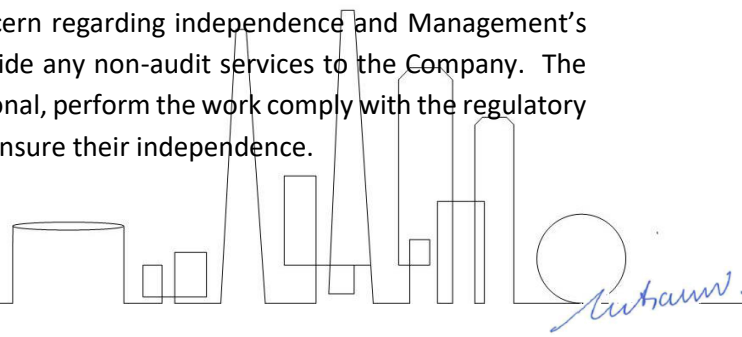 cern regarding independence and Management's
ide any non-audit services to the Company. The
onal, perform the work comply with the regulatory
nsure their independence.